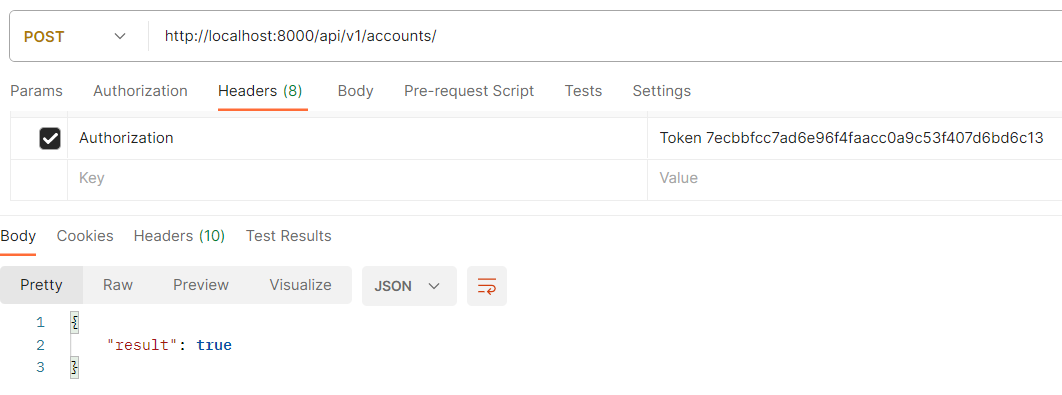 POST http://localhost:8000/api/v1/accounts/
Params Authorization Headers (8) Body Pre-request Script Tests Settings
Authorization Token 7ecbbfcc7ad6e96f4faacc0a9c53f407d6bd6c13
Key Value
Body Cookies Headers (10) Test Results
Pretty Raw Preview Visualize JSON
1 {
2 "result": true
3 }